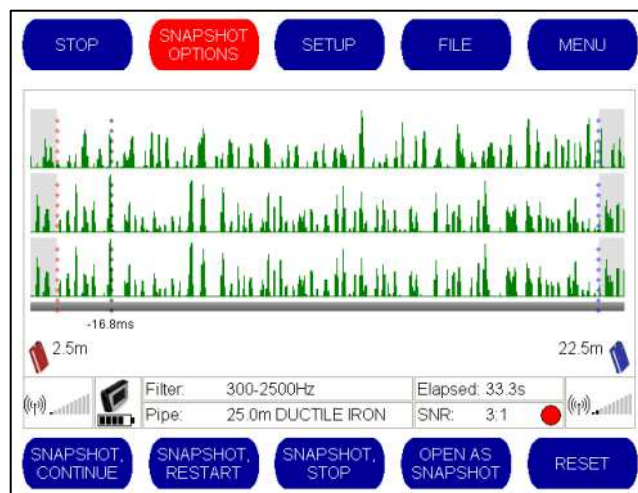 STOP
SNAPSHOT
OPTIONS
SETUP
FILE
MENU
-16.8ms
2.5m
22.5m
Filter: 300-2500Hz
Elapsed: 33.3s
Pipe: 25.0m DUCTILE IRON
SNR: 3:1
SNAPSHOT,
CONTINUE
SNAPSHOT,
RESTART
SNAPSHOT,
STOP
OPEN AS
SNAPSHOT
RESET